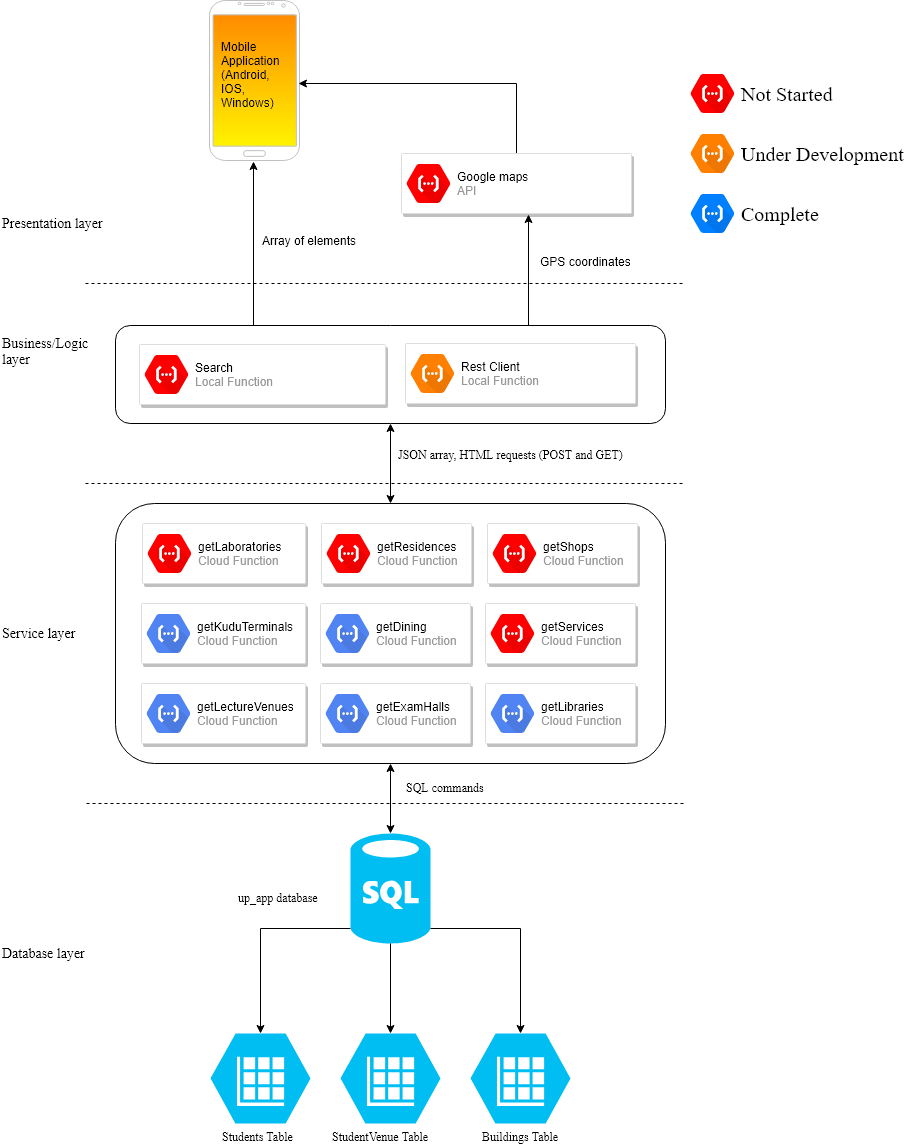 Mobile
Application
(Android,
IOS,
Windows)
Not Started
Under Development
Complete
Google maps
API
Presentation layer
Array of elements
GPS coordinates
Business/Logic
layer
Search
Local Function
Rest Client
Local Function
JSON array, HTML requests (POST and GET)
getLaboratories
Cloud Function
getResidences
Cloud Function
getShops
Cloud Function
Service layer
getKuduTerminals
Cloud Function
getDining
Cloud Function
getServices
Cloud Function
getLectureVenues
Cloud Function
getExamHalls
Cloud Function
getLibraries
Cloud Function
SQL commands
SQL
up_app database
Database layer
Students Table
StudentVenue Table
Buildings Table